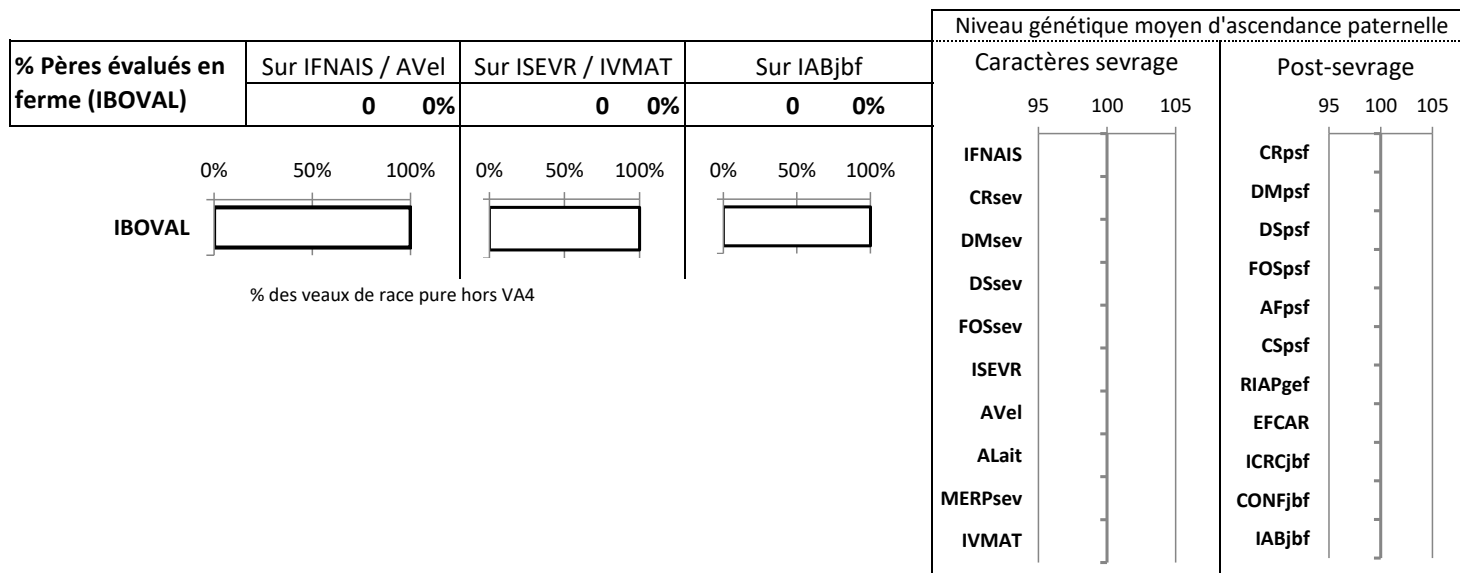 Niveau génétique moyen d'ascendance paternelle
% Pères évalués en ferme (IBOVAL)
Sur IFNAIS / AVel
Sur ISEVR / IVMAT
Sur IABjbf
0 0%
0 0%
0 0%
0% 50% 100%
0% 50% 100%
0% 50% 100%
IBOVAL
% des veaux de race pure hors VA4
Caractères sevrage
95 100 105
IFNAIS
CRsev
DMsev
DSsev
FOSsev
ISEVR
AVel
ALait
MERPsev
IVMAT
Post-sevrage
95 100 105
CRpsf
DMpsf
DSpsf
FOSpsf
AFpsf
CSpsf
RIAPgef
EFCAR
ICRCjbf
CONFjbf
IABjbf